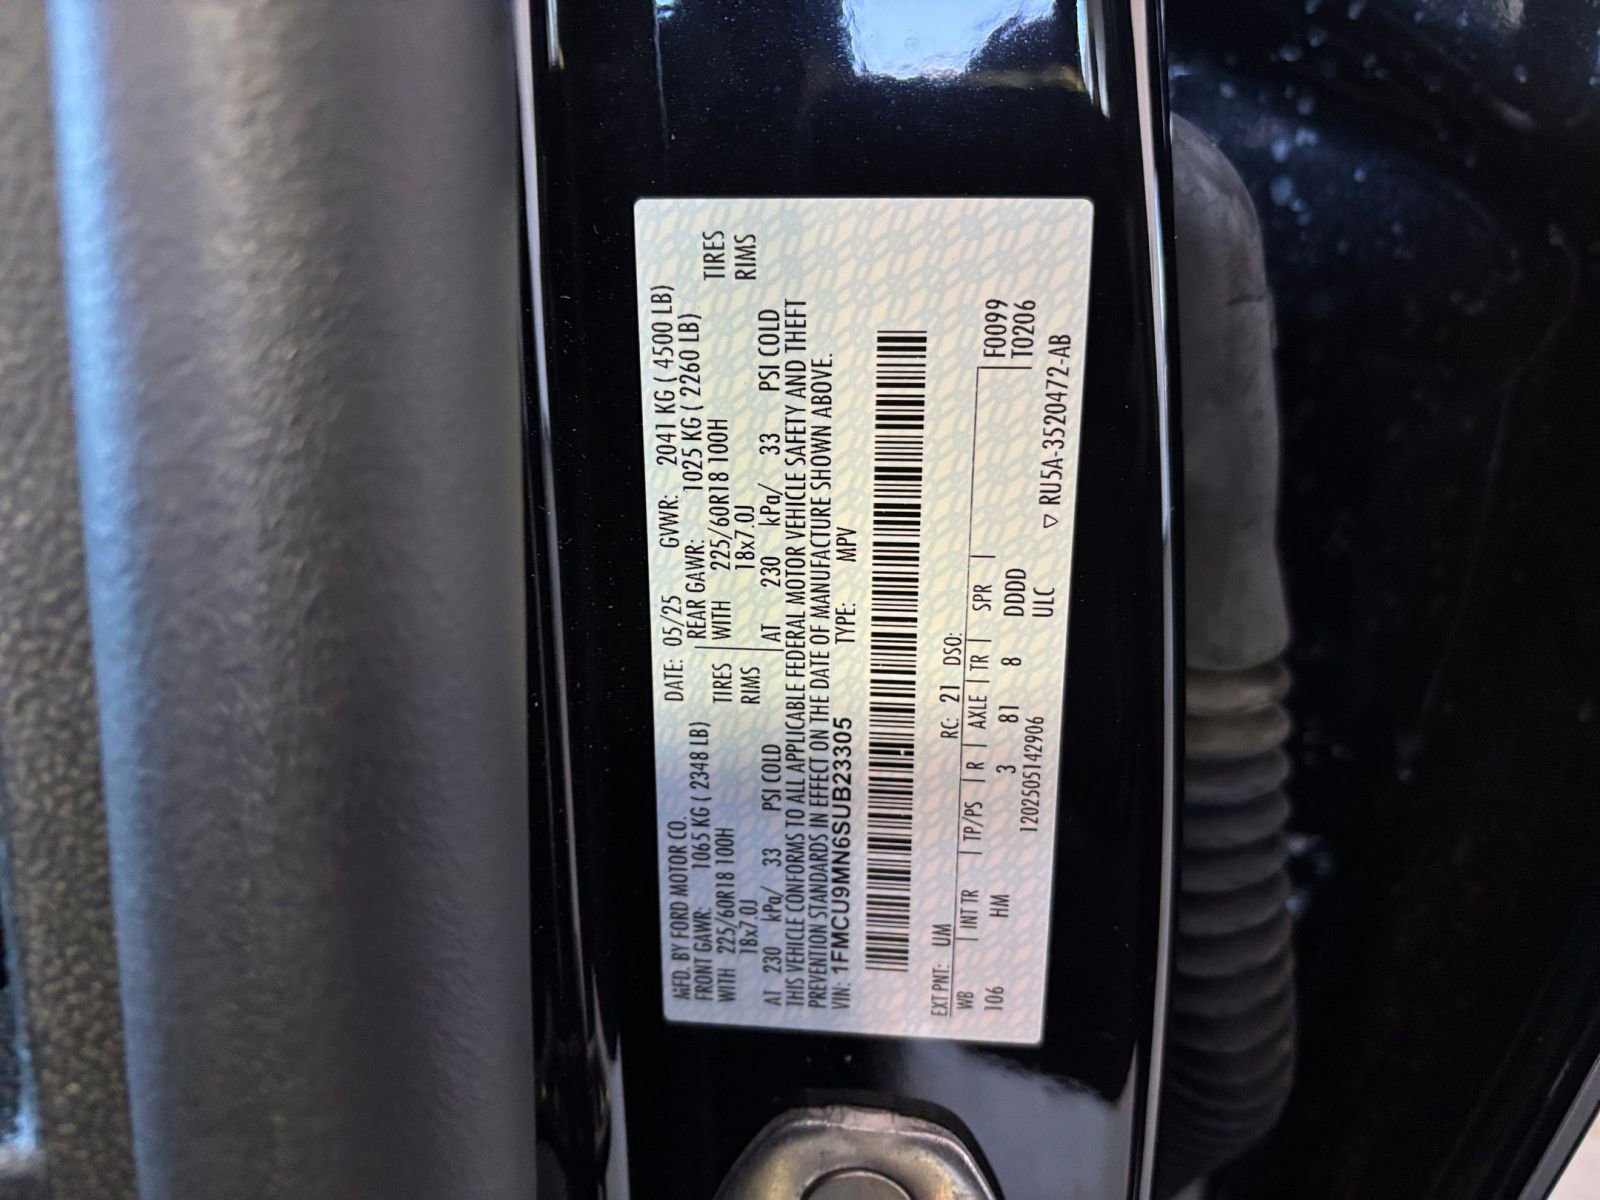 MFD. BY FORD MOTOR CO.
DATE: 05/25 GVWR: 2041 KG ( 4500 LB)
FRONT GAWR: 1065 KG ( 2348 LB) REAR GAWR: 1025 KG ( 2260 LB)
WITH 225/60R18 100H TIRES WITH 225/60R18 100H TIRES
18x7.0J RIMS 18x7.0J RIMS
AT 230 kPa/ 33 PSI COLD AT 230 kPa/ 33 PSI COLD
THIS VEHICLE CONFORMS TO ALL APPLICABLE FEDERAL MOTOR VEHICLE SAFETY AND THEFT
PREVENTION STANDARDS IN EFFECT ON THE DATE OF MANUFACTURE SHOWN ABOVE.
VIN: 1FMCU9MN6SUB23305 TYPE: MPV
EXT PNT: UM RC: 21 DSO:
WB INT TR TP/PS R AXLE TR SPR F0099
106 HM 3 81 8 DDDD T0206
1202505142906 ULC
▽ RU5A-3520472-AB